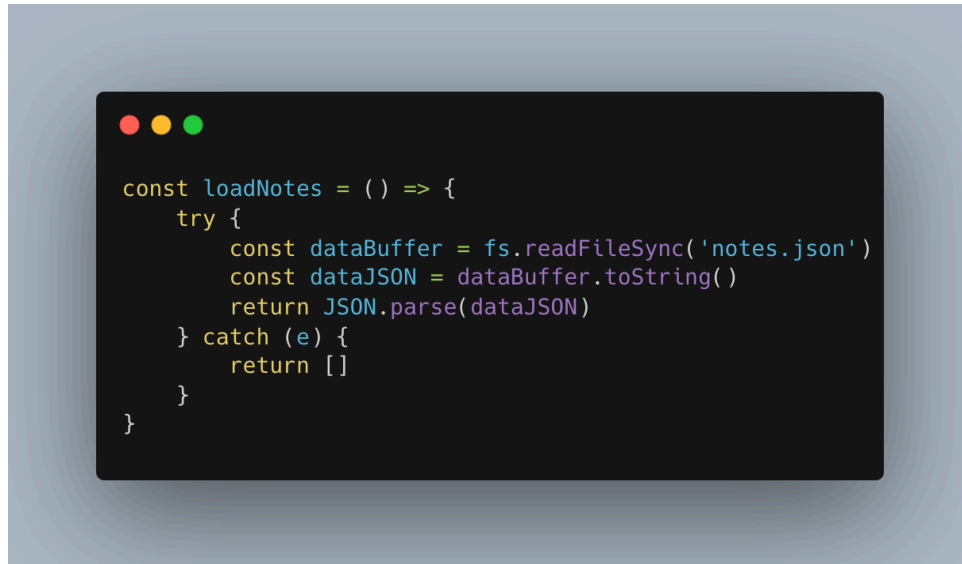 const loadNotes = () => {
    try {
        const dataBuffer = fs.readFileSync('notes.json')
        const dataJSON = dataBuffer.toString()
        return JSON.parse(dataJSON)
    } catch (e) {
        return []
    }
}